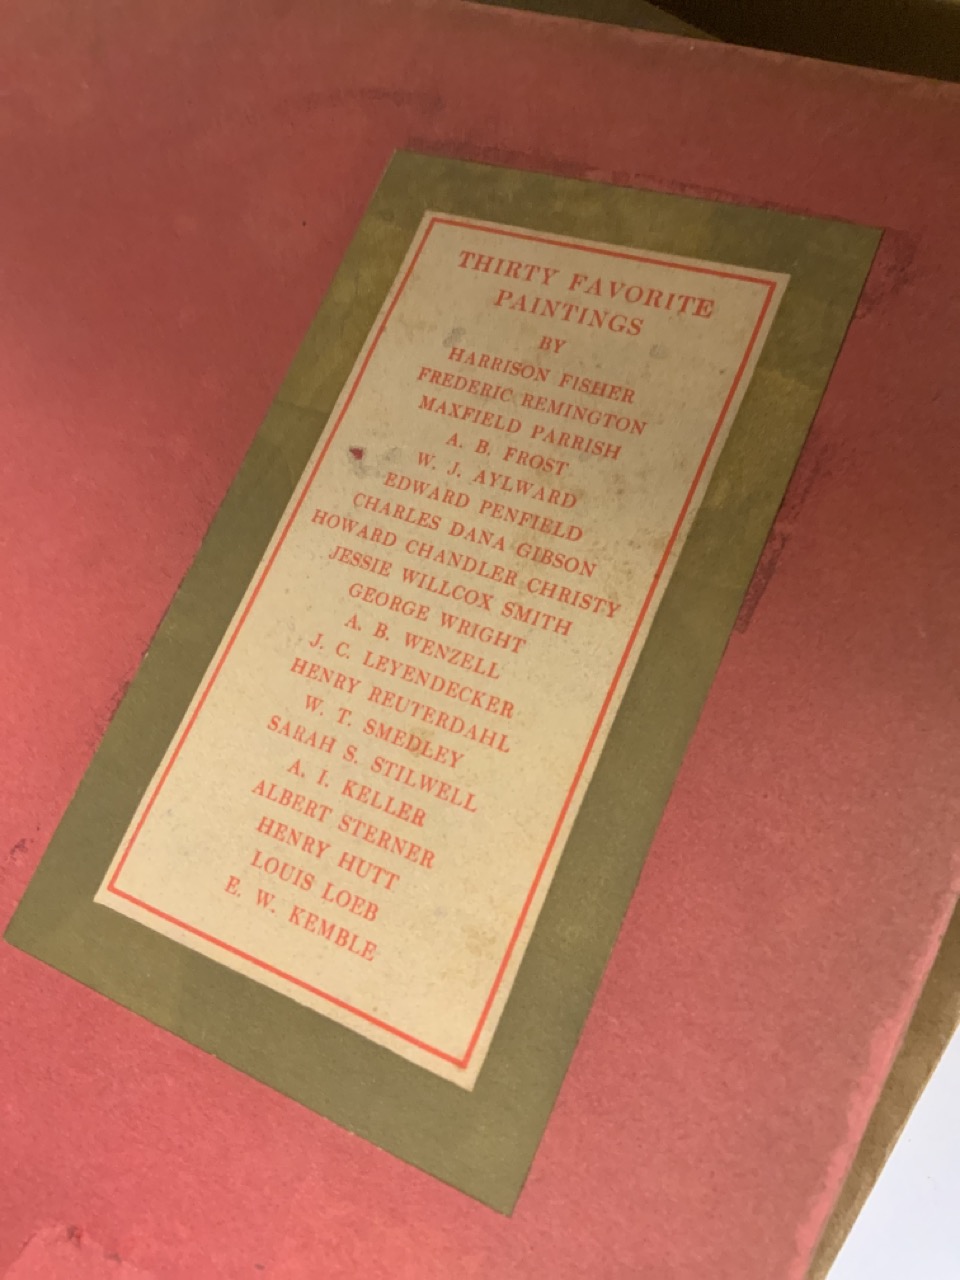 THIRTY FAVORITE
PAINTINGS
BY
HARRISON FISHER
FREDERIC REMINGTON
MAXFIELD PARRISH
A. B. FROST
W. J. AYLWARD
EDWARD PENFIELD
CHARLES DANA GIBSON
HOWARD CHANDLER CHRISTY
JESSIE WILLCOX SMITH
GEORGE WRIGHT
A. B. WENZELL
J. C. LEYENDECKER
HENRY REUTERDAHL
W. T. SMEDLEY
SARAH S. STILWELL
A. I. KELLER
ALBERT STERNER
HENRY HUTT
LOUIS LOEB
E. W. KEMBLE